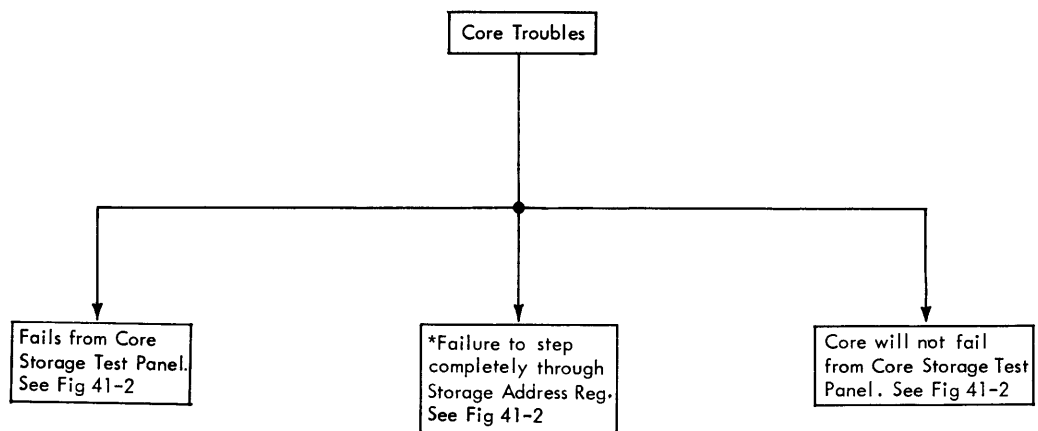 Core Troubles
Fails from Core
Storage Test Panel.
See Fig 41-2
*Failure to step
completely through
Storage Address Reg.
See Fig 41-2
Core will not fail
from Core Storage Test
Panel. See Fig 41-2